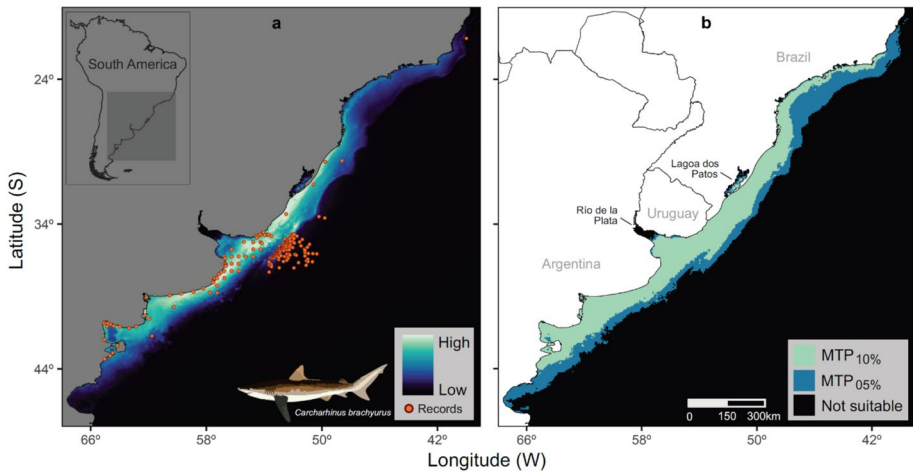 a
South America
24°
34°
44°
Latitude (S)
High
Low
Records
Carcharhinus brachyurus
66°
58°
50°
42°
b
Brazil
Lagoa dos
Patos
Río de la
Plata
Uruguay
Argentina
MTP10%
MTP05%
Not suitable
0 150 300km
66°
58°
50°
42°
Longitude (W)